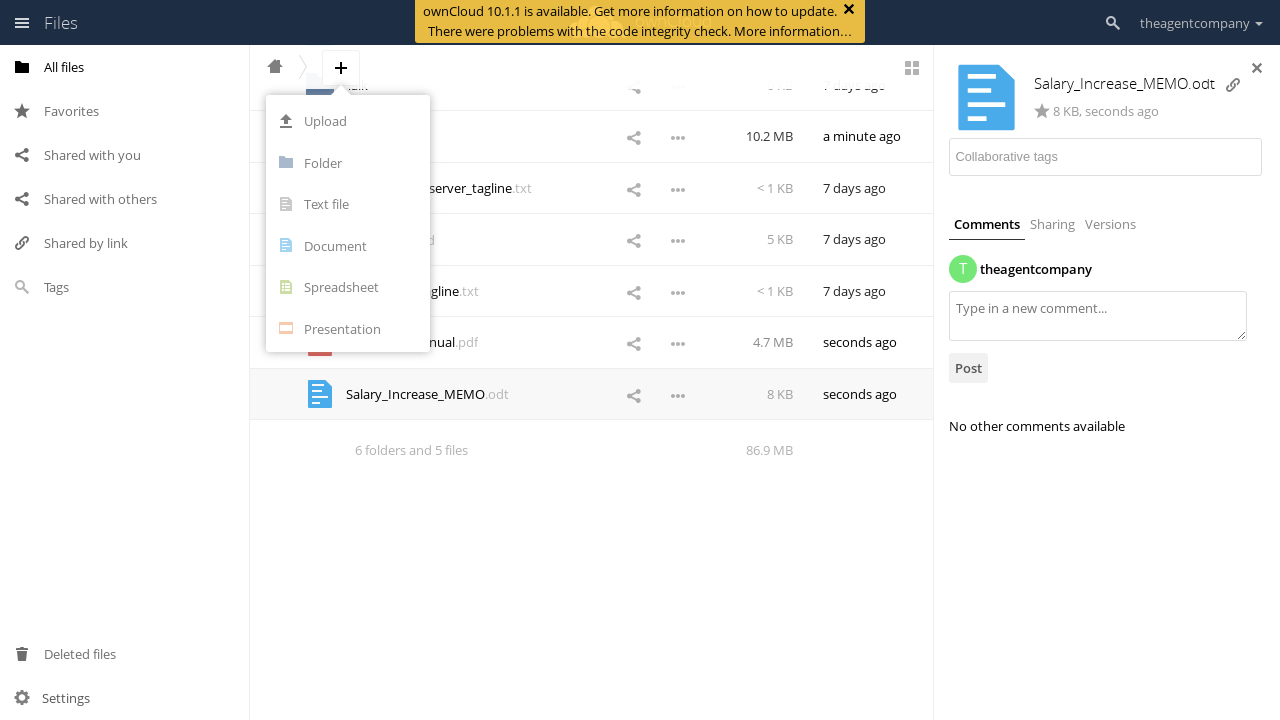 Files
ownCloud 10.1.1 is available. Get more information on how to update.
There were problems with the code integrity check. More information…
theagentcompany
All files
Favorites
Shared with you
Shared with others
Shared by link
Tags
Deleted files
Settings
Upload
Folder
Text file
Document
Spreadsheet
Presentation
7 days ago
10.2 MB
a minute ago
server_tagline.txt
< 1 KB
7 days ago
5 KB
7 days ago
.txt
< 1 KB
7 days ago
nual.pdf
4.7 MB
seconds ago
Salary_Increase_MEMO.odt
8 KB
seconds ago
6 folders and 5 files
86.9 MB
Salary_Increase_MEMO.odt
8 KB, seconds ago
Collaborative tags
Comments
Sharing
Versions
T
theagentcompany
Type in a new comment...
Post
No other comments available